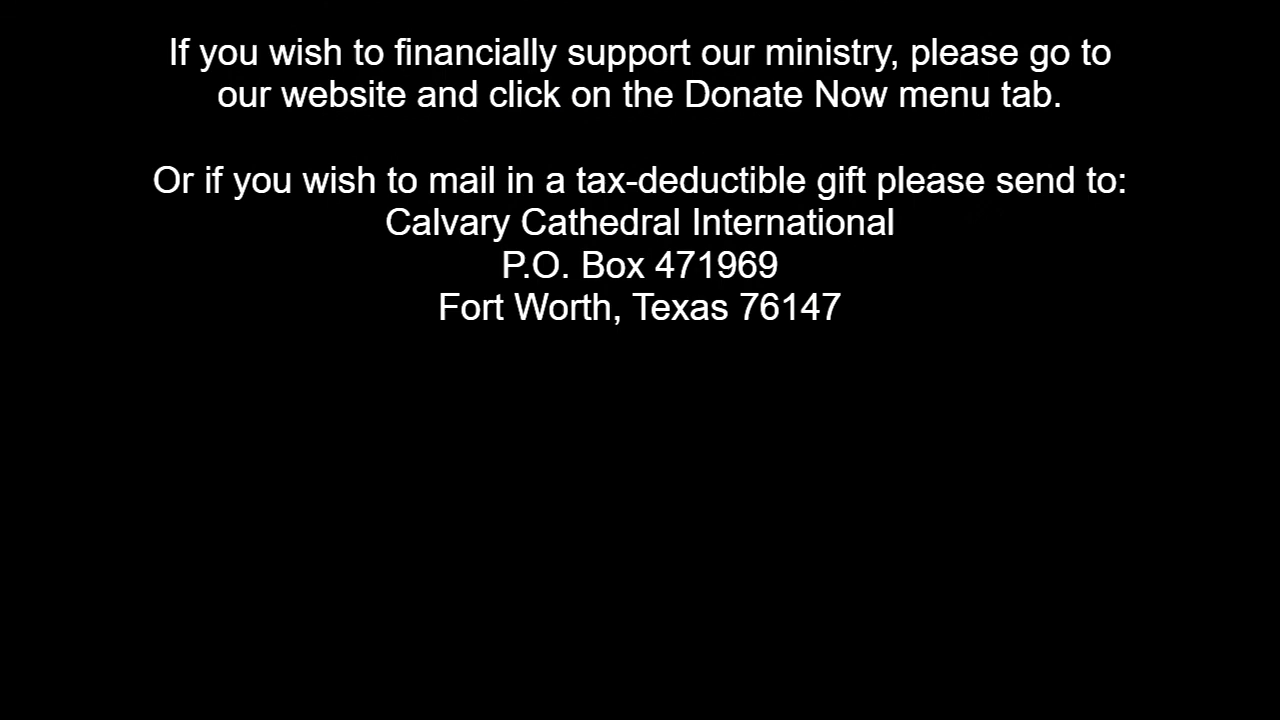 If you wish to financially support our ministry, please go to
our website and click on the Donate Now menu tab.
Or if you wish to mail in a tax-deductible gift please send to:
Calvary Cathedral International
P.O. Box 471969
Fort Worth, Texas 76147